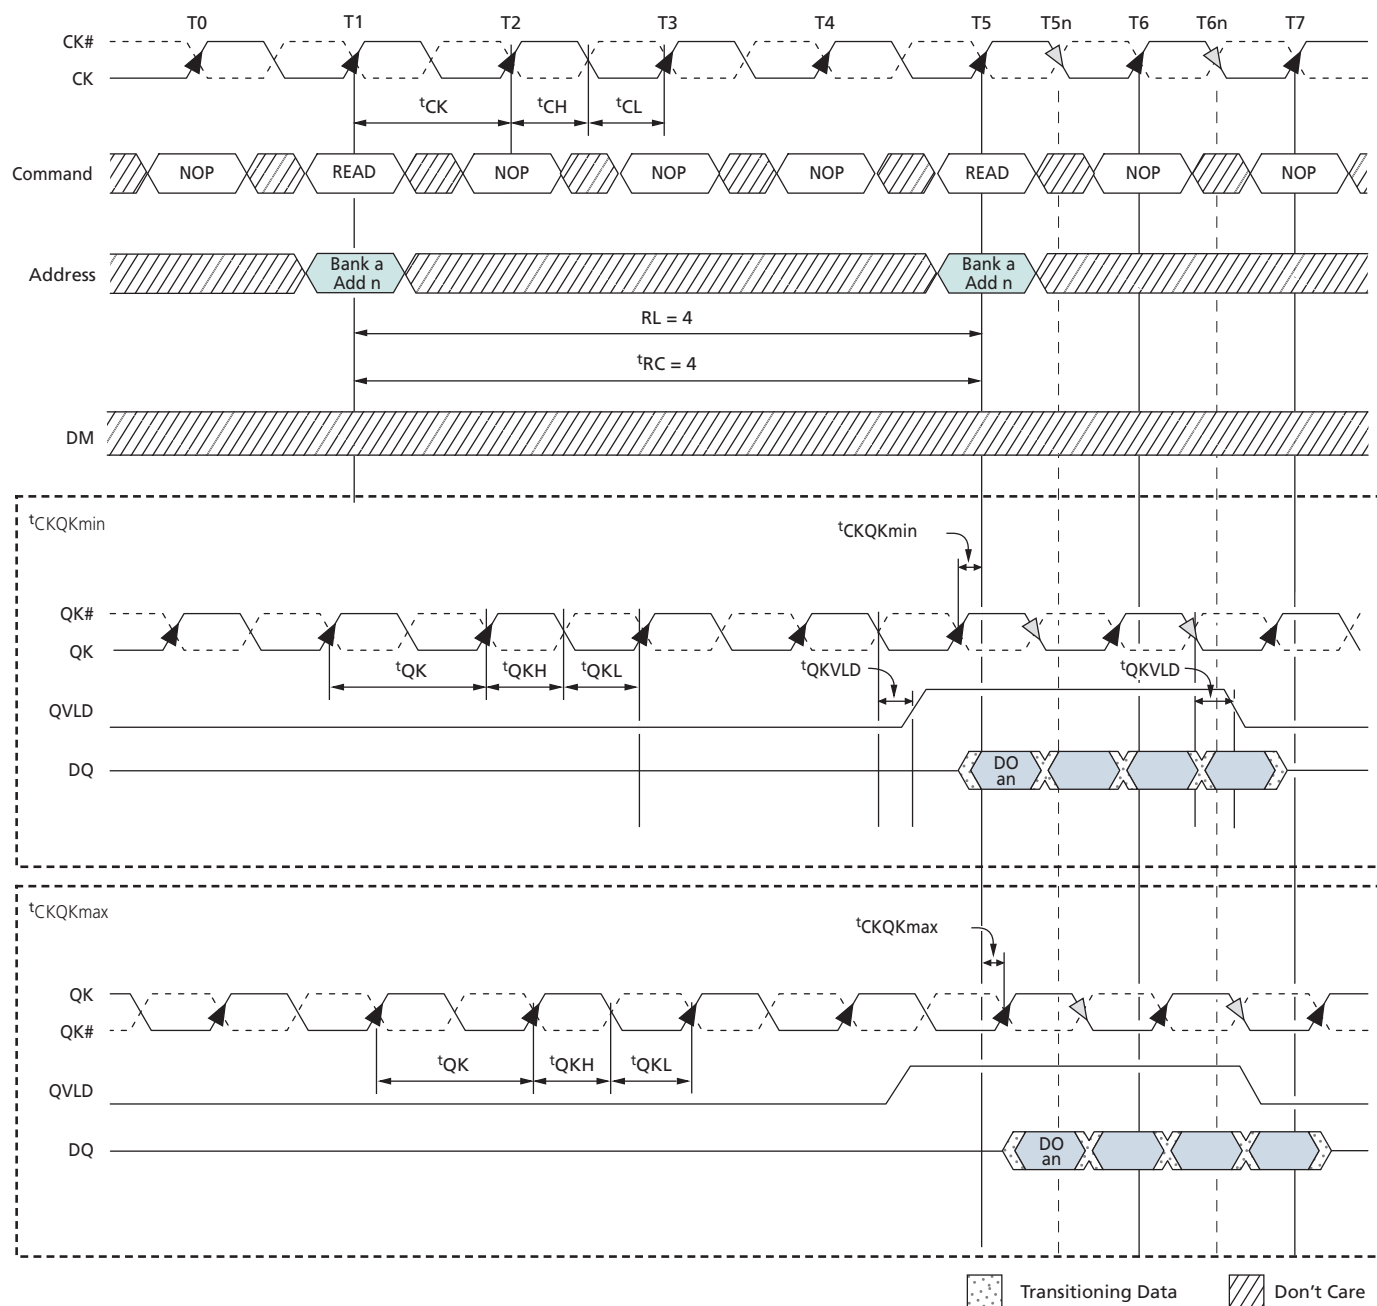 T0 T1 T2 T3 T4 T5 T5n T6 T6n T7
CK#
CK
tCK tCH tCL
Command NOP READ NOP NOP NOP READ NOP NOP
Address Bank a Bank a
Add n Add n
RL = 4
tRC = 4
DM
tCKQKmin
tCKQKmin
QK#
QK
tQK tQKH tQKL tQKVLD tQKVLD
QVLD
DQ DO
an
tCKQKmax
tCKQKmax
QK
QK#
tQK tQKH tQKL
QVLD
DQ DO
an
Transitioning Data Don't Care